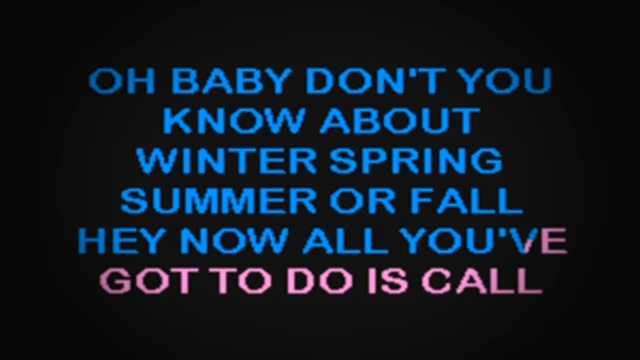 OH BABY DON'T YOU
KNOW ABOUT
WINTER SPRING
SUMMER OR FALL
HEY NOW ALL YOU'VE
GOT TO DO IS CALL